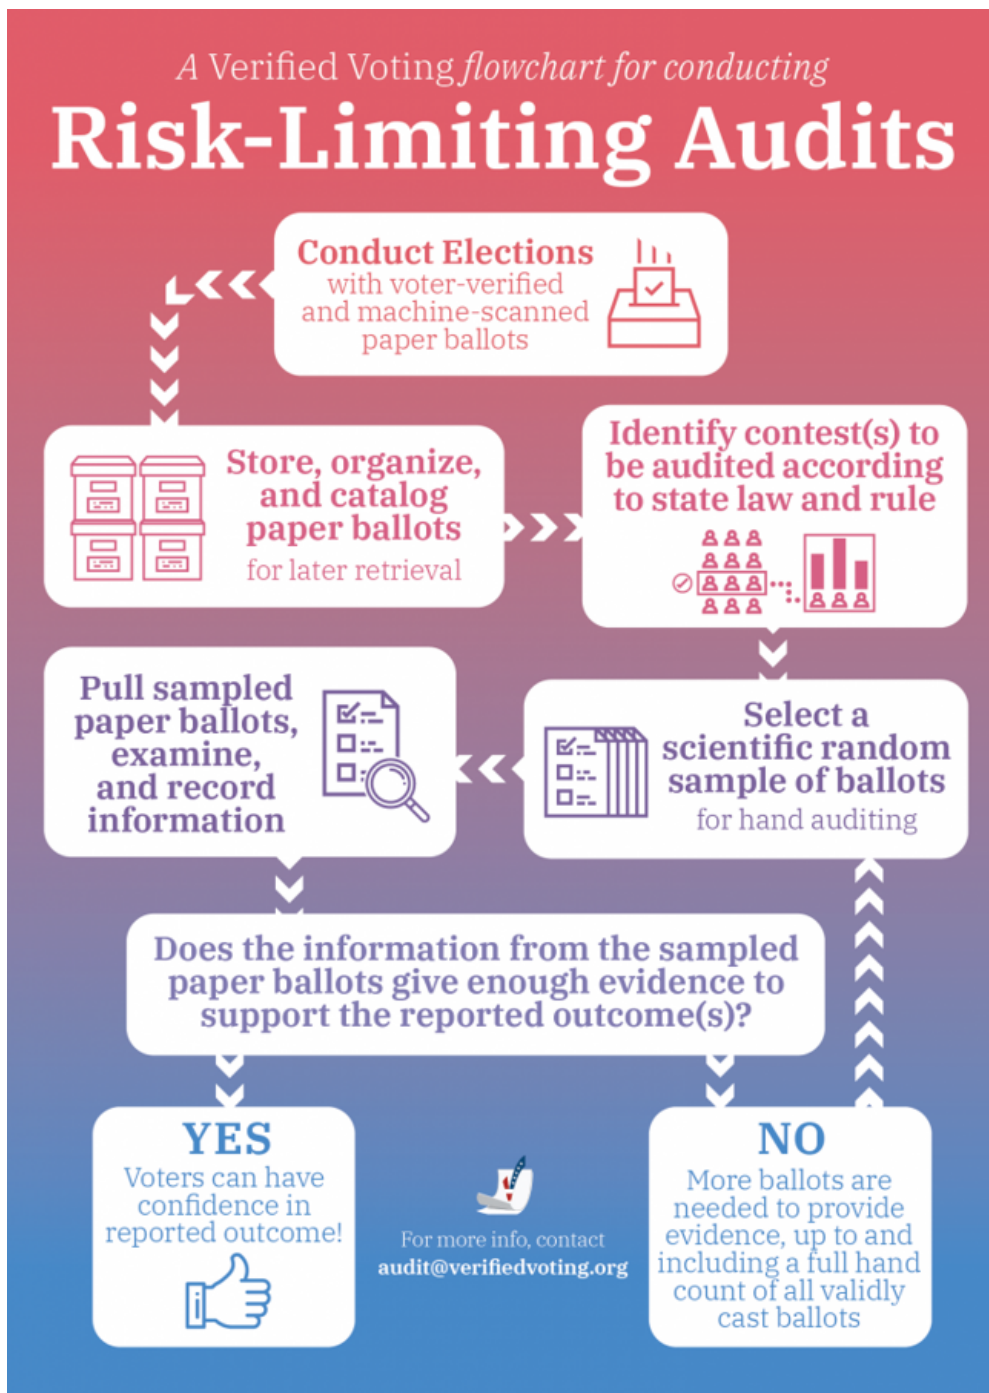 A Verified Voting flowchart for conducting
Risk-Limiting Audits
Conduct Elections
with voter-verified
and machine-scanned
paper ballots
Store, organize,
and catalog
paper ballots
for later retrieval
Identify contest(s) to
be audited according
to state law and rule
Select a
scientific random
sample of ballots
for hand auditing
Pull sampled
paper ballots,
examine,
and record
information
Does the information from the sampled
paper ballots give enough evidence to
support the reported outcome(s)?
YES
Voters can have
confidence in
reported outcome!
NO
More ballots are
needed to provide
evidence, up to and
including a full hand
count of all validly
cast ballots
For more info, contact
audit@verifiedvoting.org